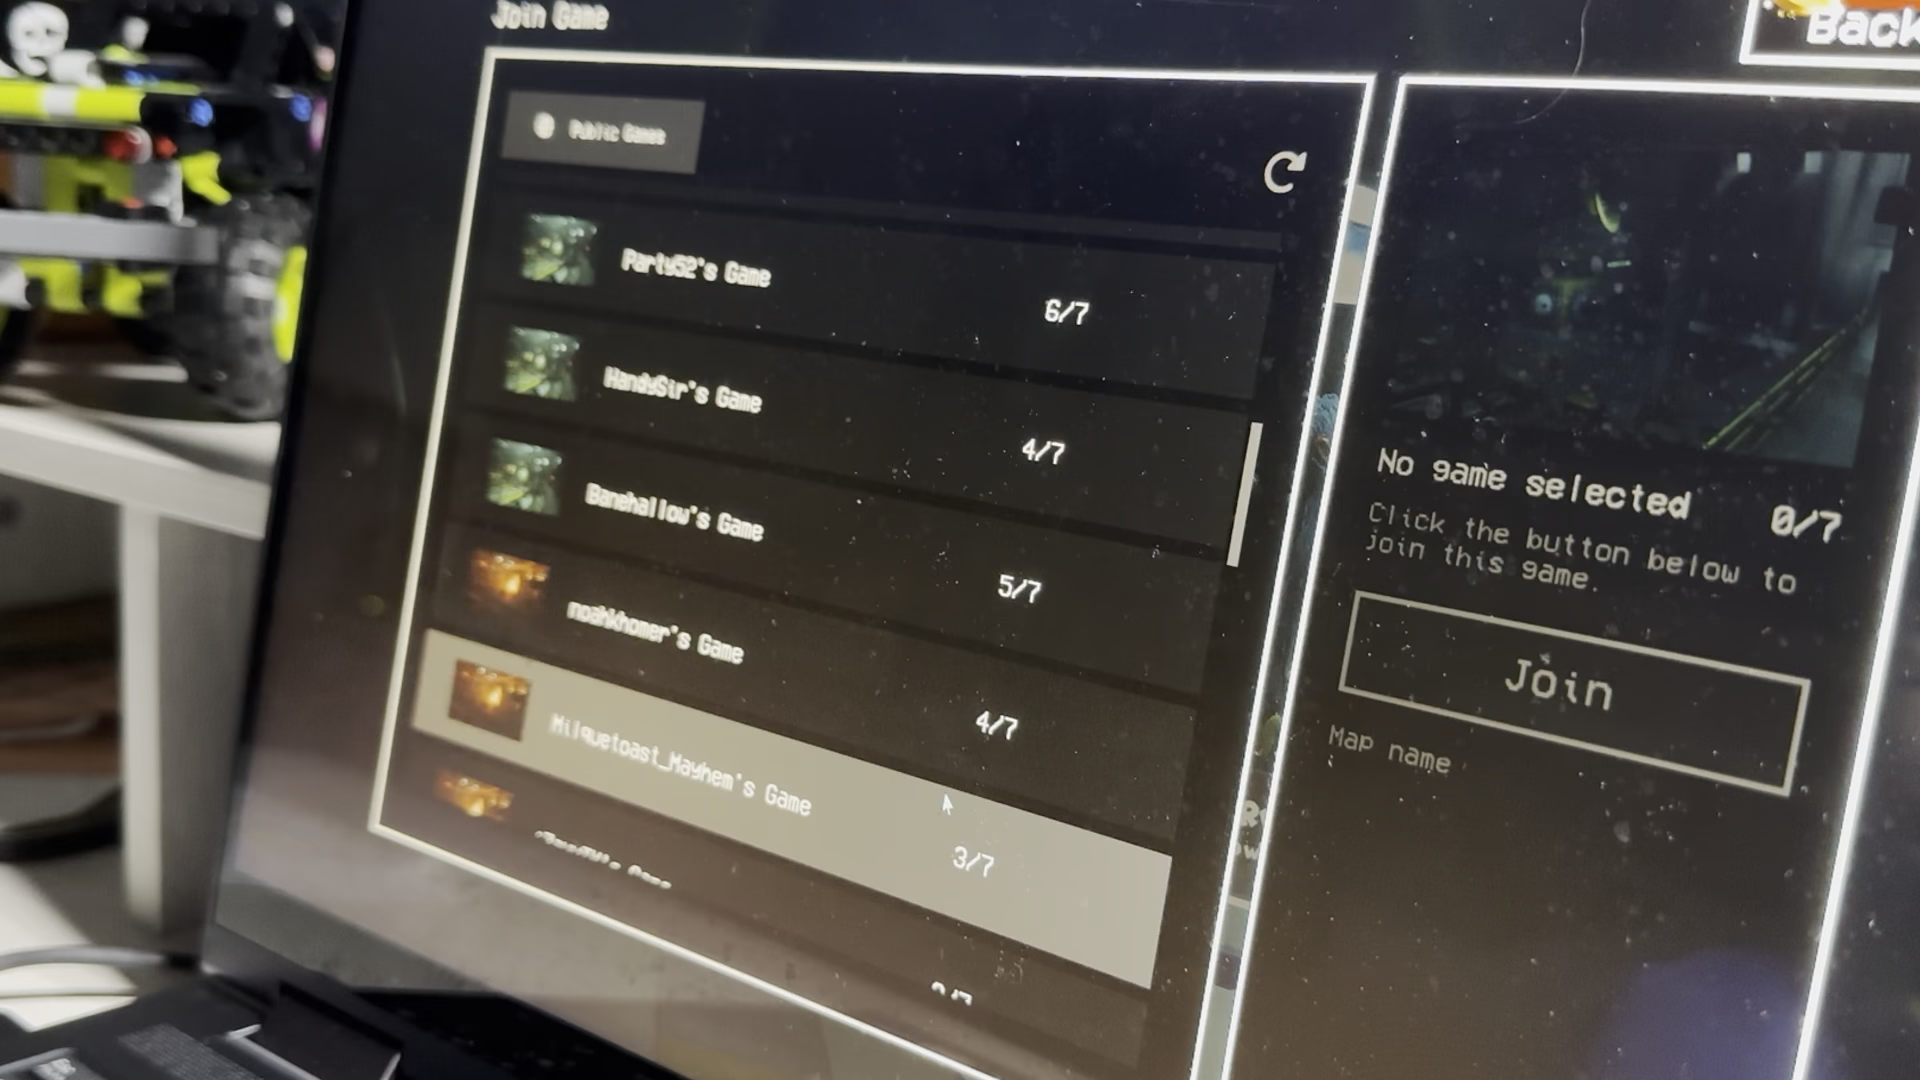 Join Game
Back
Public Games
Party52's Game
6/7
HandySir's Game
4/7
Banehallow's Game
5/7
noahkhomer's Game
4/7
Milquetoast_Mayhem's Game
3/7
No game selected
0/7
Click the button below to
join this game.
Join
Map name